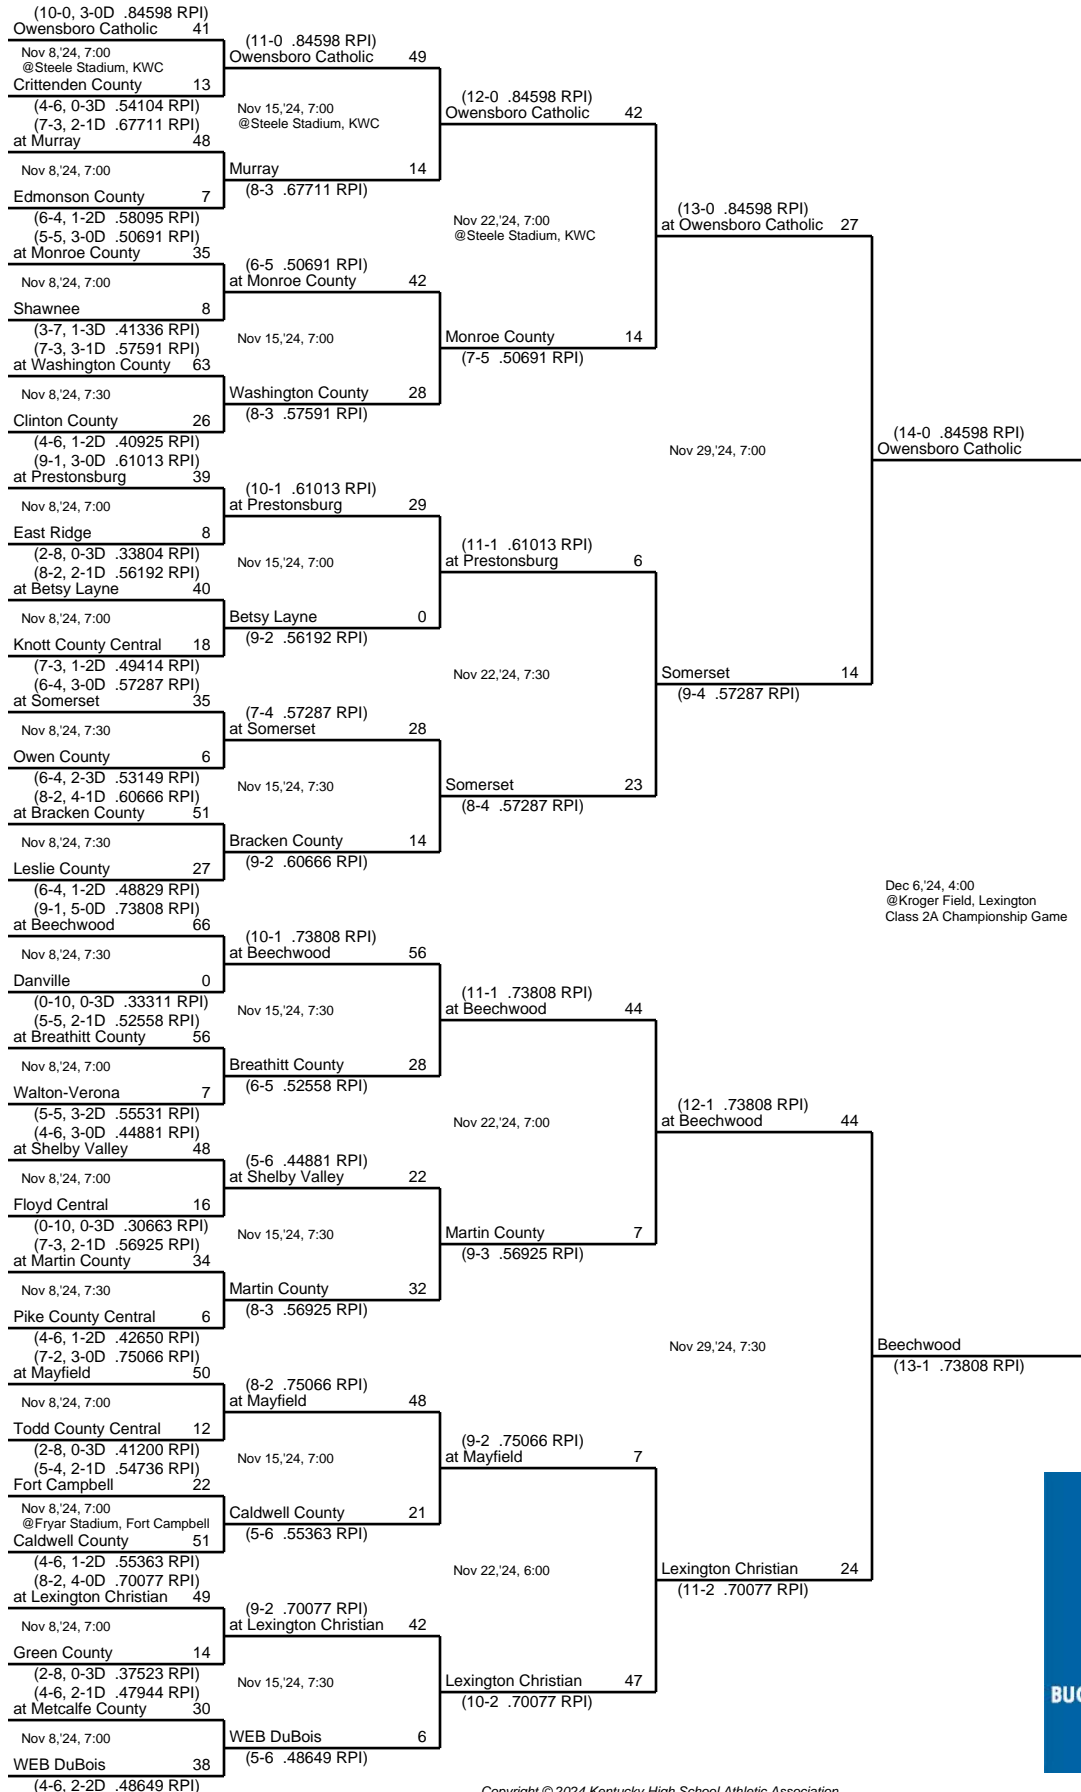 (10-0, 3-0D .84598 RPI)
Owensboro Catholic 41
Nov 8,'24, 7:00
@Steele Stadium, KWC
Crittenden County 13
(4-6, 0-3D .54104 RPI)
(7-3, 2-1D .67711 RPI)
at Murray 48
Nov 8,'24, 7:00
Edmonson County 7
(6-4, 1-2D .58095 RPI)
(5-5, 3-0D .50691 RPI)
at Monroe County 35
Nov 8,'24, 7:00
Shawnee 8
(3-7, 1-3D .41336 RPI)
(7-3, 3-1D .57591 RPI)
at Washington County 63
Nov 8,'24, 7:30
Clinton County 26
(4-6, 1-2D .40925 RPI)
(9-1, 3-0D .61013 RPI)
at Prestonsburg 39
Nov 8,'24, 7:00
East Ridge 8
(2-8, 0-3D .33804 RPI)
(8-2, 2-1D .56192 RPI)
at Betsy Layne 40
Nov 8,'24, 7:00
Knott County Central 18
(7-3, 1-2D .49414 RPI)
(6-4, 3-0D .57287 RPI)
at Somerset 35
Nov 8,'24, 7:30
Owen County 6
(6-4, 2-3D .53149 RPI)
(8-2, 4-1D .60666 RPI)
at Bracken County 51
Nov 8,'24, 7:30
Leslie County 27
(6-4, 1-2D .48829 RPI)
(9-1, 5-0D .73808 RPI)
at Beechwood 66
Nov 8,'24, 7:30
Danville 0
(0-10, 0-3D .33311 RPI)
(5-5, 2-1D .52558 RPI)
at Breathitt County 56
Nov 8,'24, 7:00
Walton-Verona 7
(5-5, 3-2D .55531 RPI)
(4-6, 3-0D .44881 RPI)
at Shelby Valley 48
Nov 8,'24, 7:00
Floyd Central 16
(0-10, 0-3D .30663 RPI)
(7-3, 2-1D .56925 RPI)
at Martin County 34
Nov 8,'24, 7:30
Pike County Central 6
(4-6, 1-2D .42650 RPI)
(7-2, 3-0D .75066 RPI)
at Mayfield 50
Nov 8,'24, 7:00
Todd County Central 12
(2-8, 0-3D .41200 RPI)
(5-4, 2-1D .54736 RPI)
Fort Campbell 22
Nov 8,'24, 7:00
@Fryar Stadium, Fort Campbell
Caldwell County 51
(4-6, 1-2D .55363 RPI)
(8-2, 4-0D .70077 RPI)
at Lexington Christian 49
Nov 8,'24, 7:00
Green County 14
(2-8, 0-3D .37523 RPI)
(4-6, 2-1D .47944 RPI)
at Metcalfe County 30
Nov 8,'24, 7:00
WEB DuBois 38
(4-6, 2-2D .48649 RPI)
(11-0 .84598 RPI)
Owensboro Catholic 49
Nov 15,'24, 7:00
@Steele Stadium, KWC
Murray 14
(8-3 .67711 RPI)
(6-5 .50691 RPI)
at Monroe County 42
Nov 15,'24, 7:00
Washington County 28
(8-3 .57591 RPI)
(10-1 .61013 RPI)
at Prestonsburg 29
Nov 15,'24, 7:00
Betsy Layne 0
(9-2 .56192 RPI)
(7-4 .57287 RPI)
at Somerset 28
Nov 15,'24, 7:30
Bracken County 14
(9-2 .60666 RPI)
(10-1 .73808 RPI)
at Beechwood 56
Nov 15,'24, 7:30
Breathitt County 28
(6-5 .52558 RPI)
(5-6 .44881 RPI)
at Shelby Valley 22
Nov 15,'24, 7:30
Martin County 32
(8-3 .56925 RPI)
(8-2 .75066 RPI)
at Mayfield 48
Nov 15,'24, 7:00
Caldwell County 21
(5-6 .55363 RPI)
(9-2 .70077 RPI)
at Lexington Christian 42
Nov 15,'24, 7:30
WEB DuBois 6
(5-6 .48649 RPI)
(12-0 .84598 RPI)
Owensboro Catholic 42
Nov 22,'24, 7:00
@Steele Stadium, KWC
Monroe County 14
(7-5 .50691 RPI)
(11-1 .61013 RPI)
at Prestonsburg 6
Nov 22,'24, 7:30
Somerset 23
(8-4 .57287 RPI)
(11-1 .73808 RPI)
at Beechwood 44
Nov 22,'24, 7:00
Martin County 7
(9-3 .56925 RPI)
(9-2 .75066 RPI)
at Mayfield 7
Nov 22,'24, 6:00
Lexington Christian 47
(10-2 .70077 RPI)
(13-0 .84598 RPI)
at Owensboro Catholic 27
Nov 29,'24, 7:00
Somerset 14
(9-4 .57287 RPI)
(12-1 .73808 RPI)
at Beechwood 44
Nov 29,'24, 7:30
Lexington Christian 24
(11-2 .70077 RPI)
(14-0 .84598 RPI)
Owensboro Catholic
Dec 6,'24, 4:00
@Kroger Field, Lexington
Class 2A Championship Game
Beechwood
(13-1 .73808 RPI)
Copyright © 2024 Kentucky High School Athletic Association